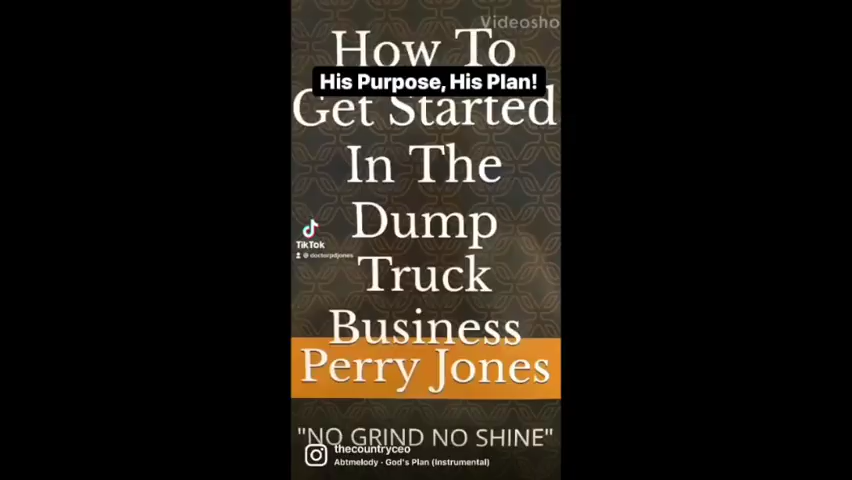 Videosho
How To
His Purpose, His Plan!
Get Started
In The
Dump
TikTok
@doctorpdjones
Truck
Business
Perry Jones
"NO GRIND NO SHINE"
thecountryceo
Abtmelody - God's Plan (Instrumental)